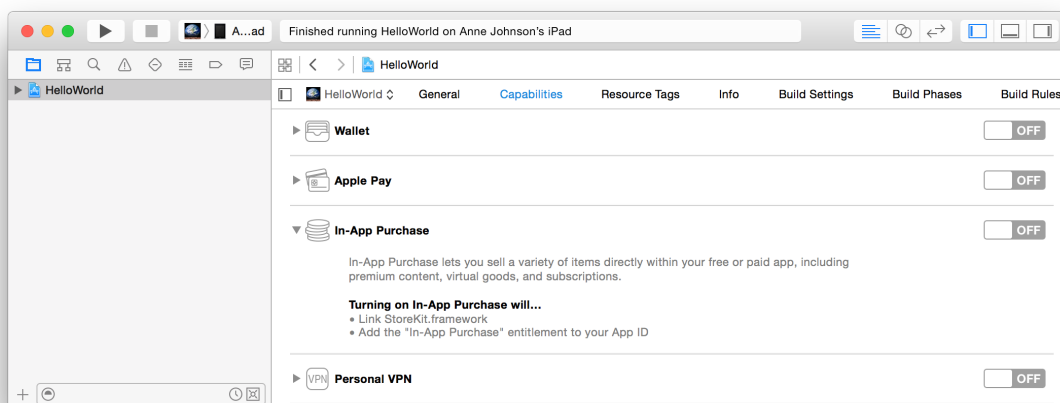 A...ad
Finished running HelloWorld on Anne Johnson's iPad
HelloWorld
HelloWorld
HelloWorld
General
Capabilities
Resource Tags
Info
Build Settings
Build Phases
Build Rules
Wallet
OFF
Apple Pay
OFF
In-App Purchase
OFF
In-App Purchase lets you sell a variety of items directly within your free or paid app, including
premium content, virtual goods, and subscriptions.
Turning on In-App Purchase will...
• Link StoreKit.framework
• Add the "In-App Purchase" entitlement to your App ID
VPN
Personal VPN
OFF